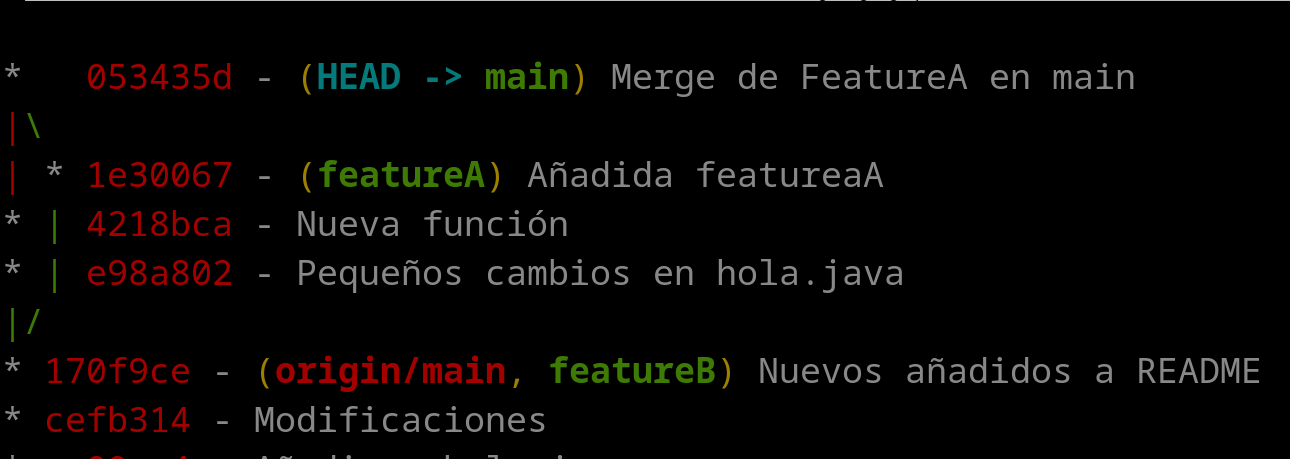 *   053435d - (HEAD -> main) Merge de FeatureA en main
|\
| * 1e30067 - (featureA) Añadida featureaA
* | 4218bca - Nueva función
* | e98a802 - Pequeños cambios en hola.java
|/
* 170f9ce - (origin/main, featureB) Nuevos añadidos a README
* cefb314 - Modificaciones